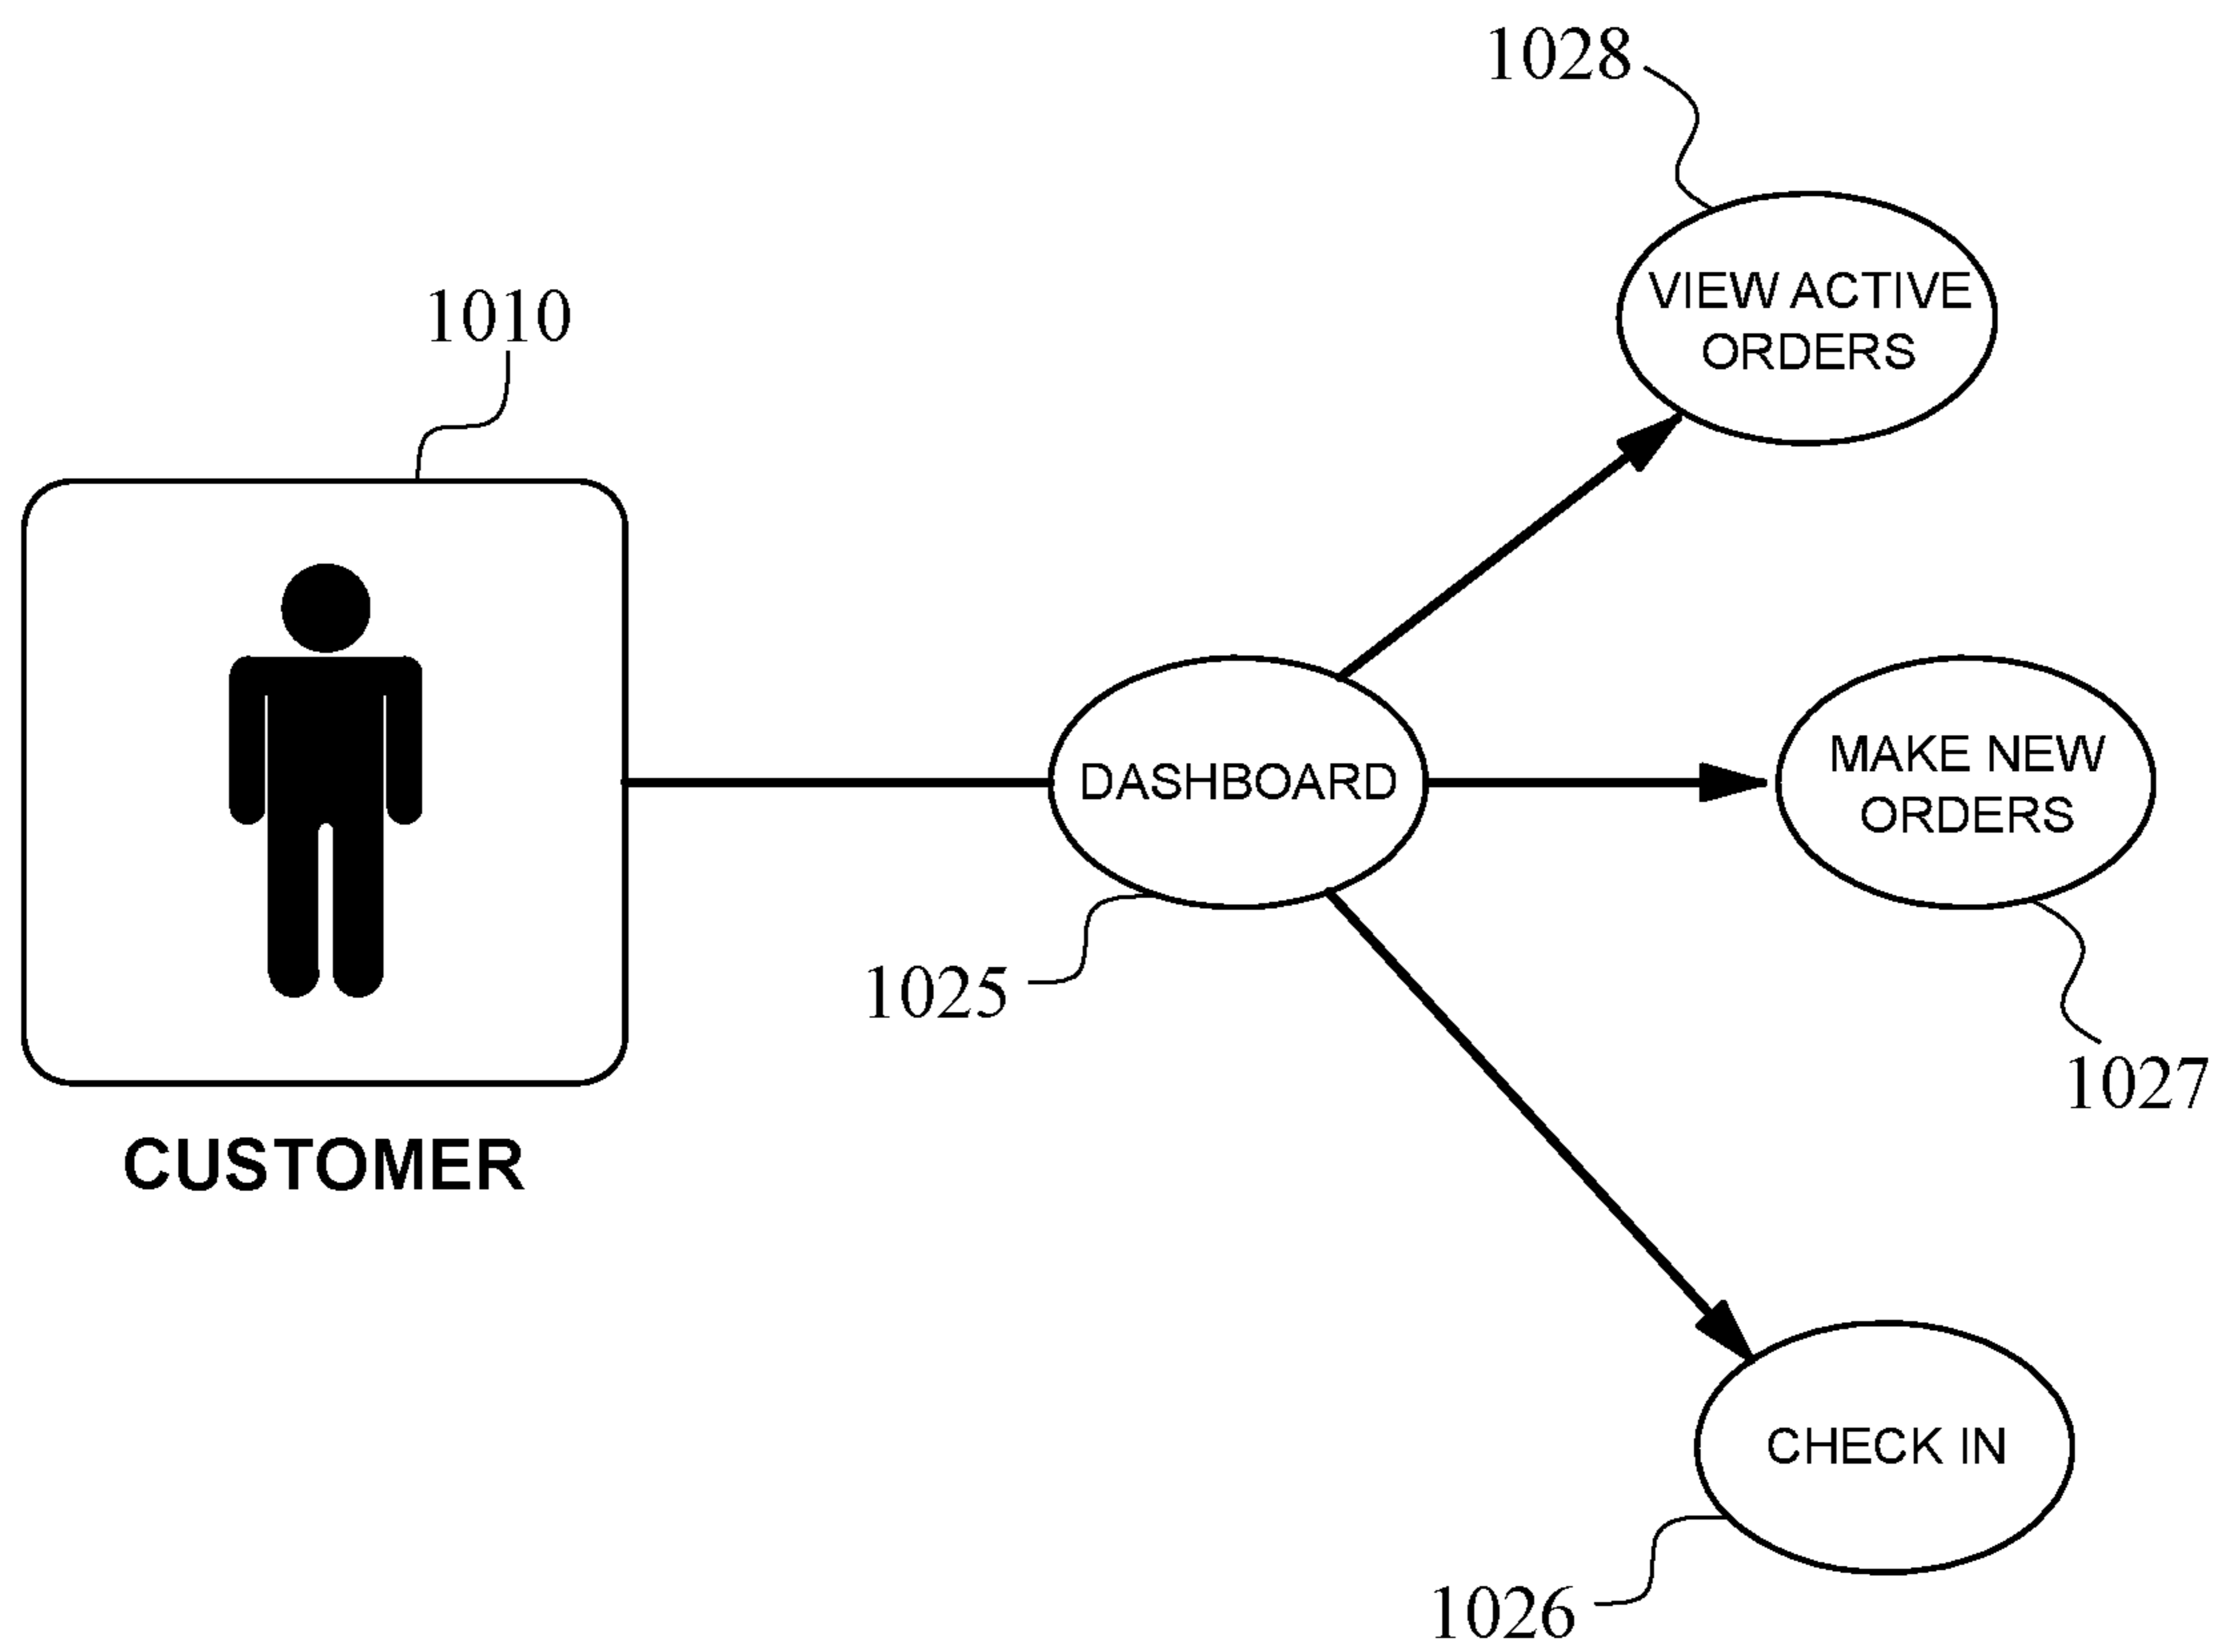 1028
VIEW ACTIVE
ORDERS
1010
DASHBOARD
MAKE NEW
ORDERS
1025
1027
CUSTOMER
CHECK IN
1026